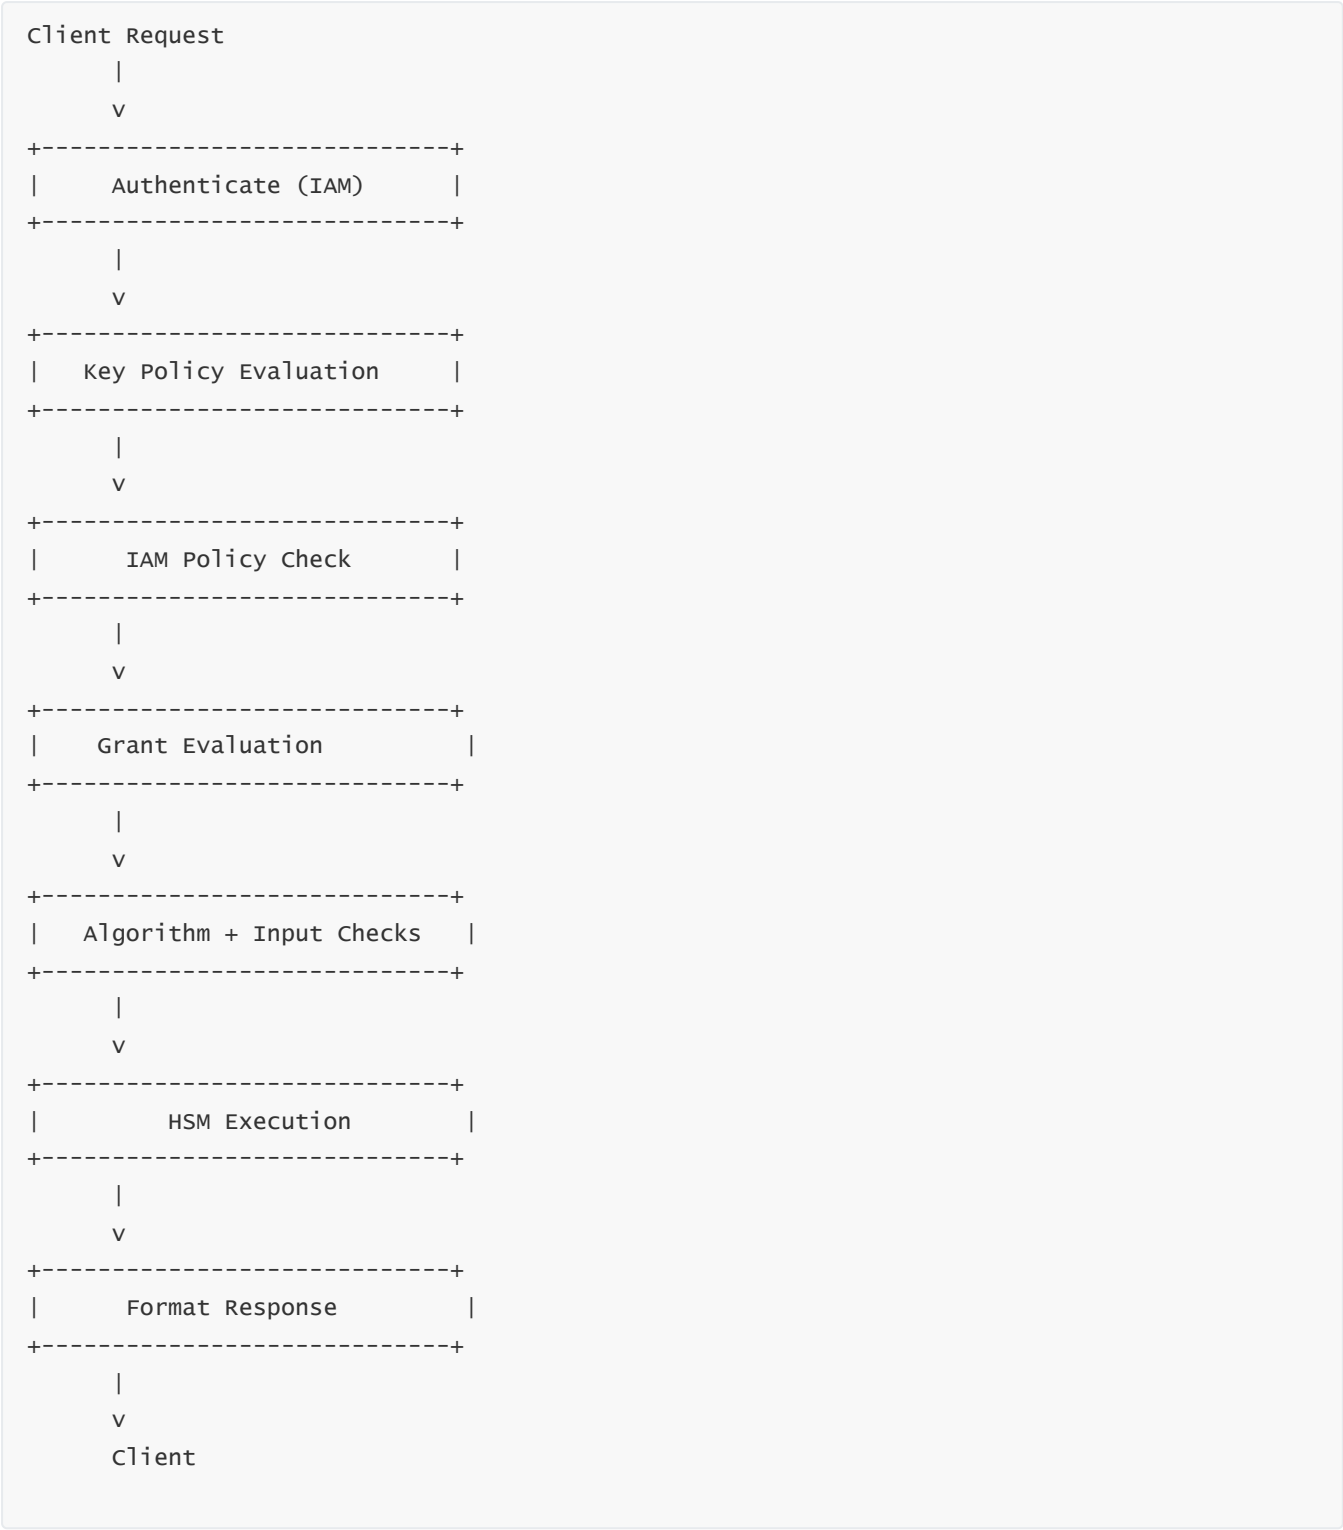 Client Request
      |
      v
+-----------------------------+
|     Authenticate (IAM)      |
+-----------------------------+
      |
      v
+-----------------------------+
|   Key Policy Evaluation     |
+-----------------------------+
      |
      v
+-----------------------------+
|      IAM Policy Check       |
+-----------------------------+
      |
      v
+-----------------------------+
|    Grant Evaluation          |
+-----------------------------+
      |
      v
+-----------------------------+
|   Algorithm + Input Checks   |
+-----------------------------+
      |
      v
+-----------------------------+
|         HSM Execution        |
+-----------------------------+
      |
      v
+-----------------------------+
|      Format Response         |
+-----------------------------+
      |
      v
      Client